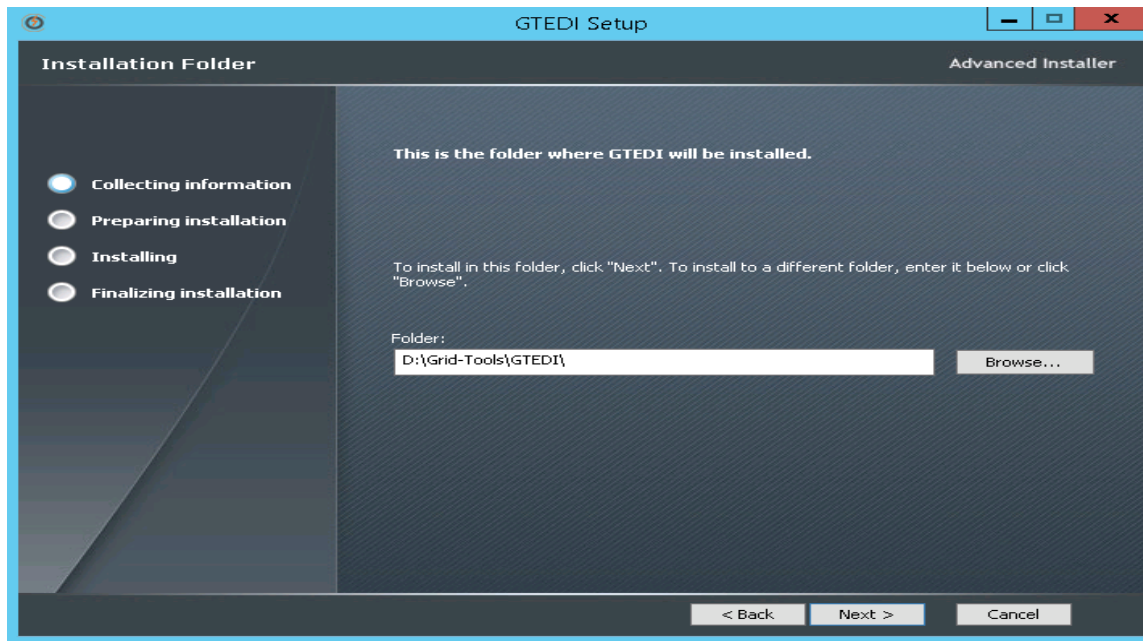 GTEDI Setup
Installation Folder
Advanced Installer
This is the folder where GTEDI will be installed.
Collecting information
Preparing installation
Installing
Finalizing installation
To install in this folder, click "Next". To install to a different folder, enter it below or click
"Browse".
Folder:
D:\Grid-Tools\GTEDI\
Browse...
< Back
Next >
Cancel